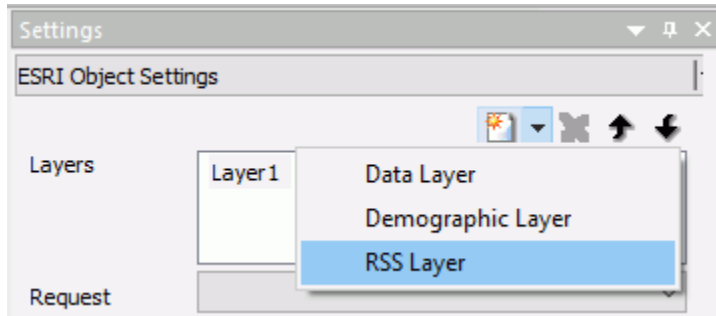 Settings
ESRI Object Settings
Layers
Layer1
Data Layer
Demographic Layer
RSS Layer
Request